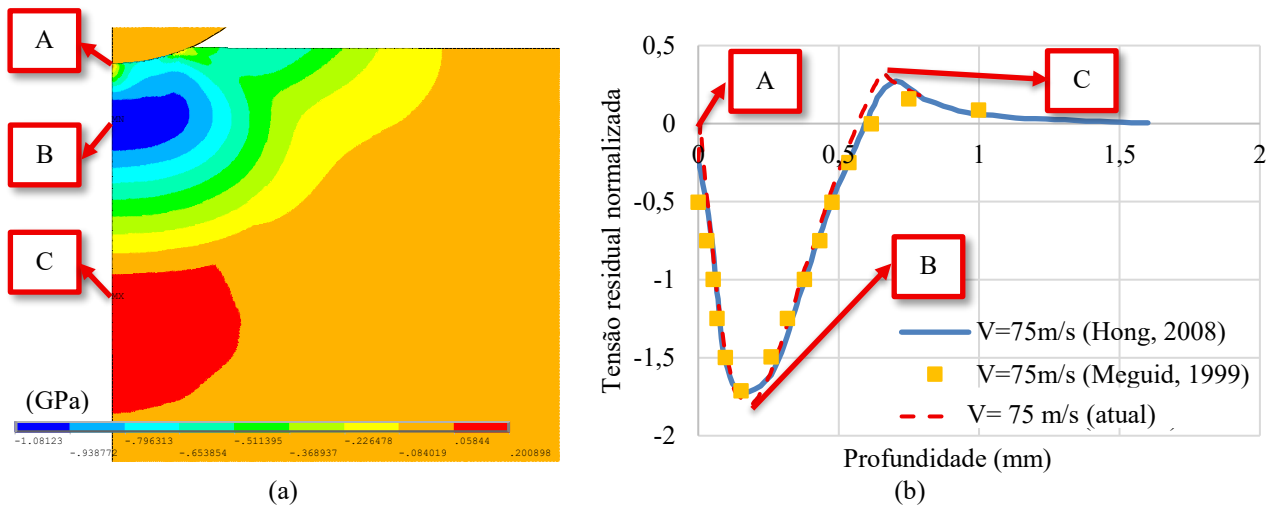 A
B
C
(GPa)
-1.08123
-.938772
-.796313
-.653854
-.511395
-.368937
-.226478
-.084019
.05844
.200898
(a)
Tensão residual normalizada
0,5
0
-0,5
-1
-1,5
-2
0
0,5
1
1,5
2
A
C
B
V=75m/s (Hong, 2008)
V=75m/s (Meguid, 1999)
V= 75 m/s (atual)
Profundidade (mm)
(b)